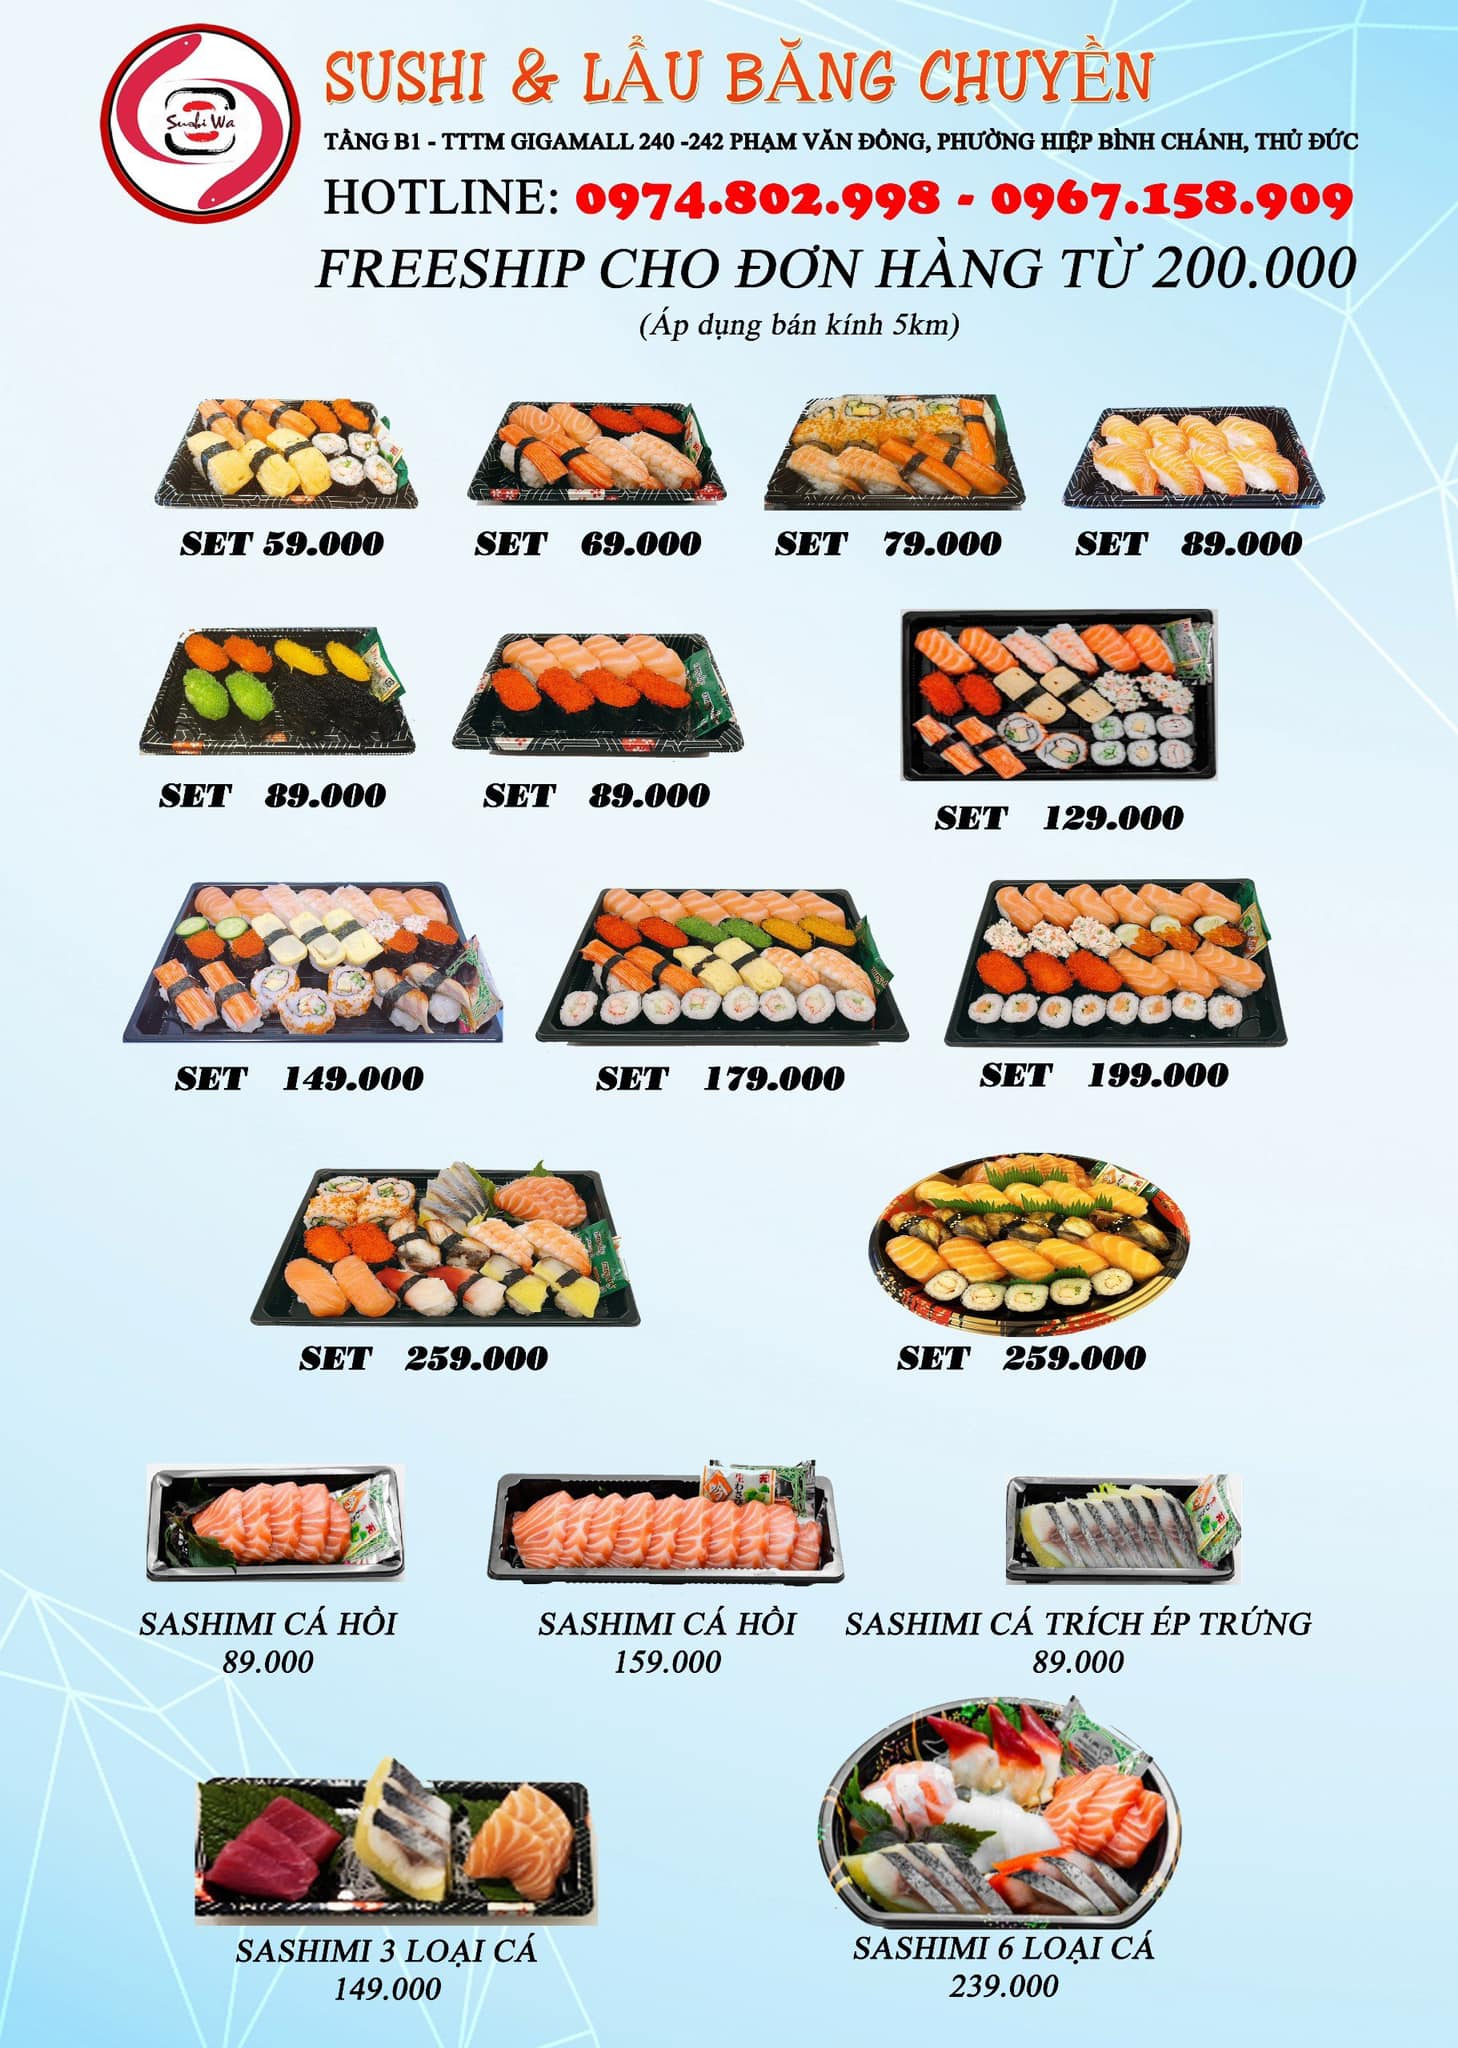 Sushi Wa
SUSHI & LẨU BĂNG CHUYỀN
TẦNG B1 - TTTM GIGAMALL 240 -242 PHẠM VĂN ĐỒNG, PHƯỜNG HIỆP BÌNH CHÁNH, THỦ ĐỨC
HOTLINE: 0974.802.998 - 0967.158.909
FREESHIP CHO ĐƠN HÀNG TỪ 200.000
(Áp dụng bán kính 5km)
SET 59.000
SET 69.000
SET 79.000
SET 89.000
SET 89.000
SET 89.000
SET 129.000
SET 149.000
SET 179.000
SET 199.000
SET 259.000
SET 259.000
SASHIMI CÁ HỒI
89.000
SASHIMI CÁ HỒI
159.000
SASHIMI CÁ TRÍCH ÉP TRỨNG
89.000
SASHIMI 3 LOẠI CÁ
149.000
SASHIMI 6 LOẠI CÁ
239.000